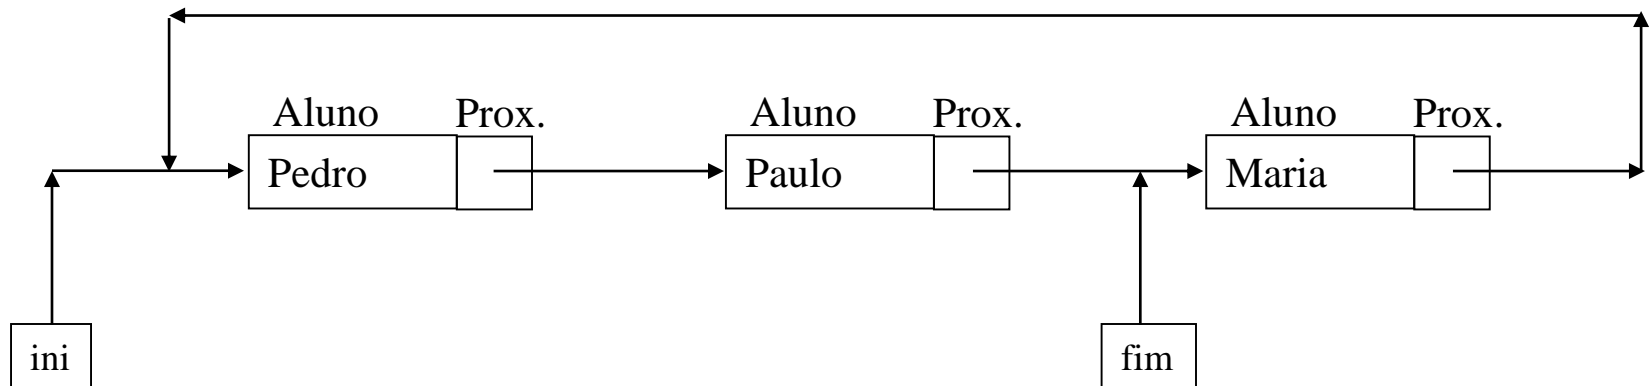 Aluno Prox. Aluno Prox. Aluno Prox.
Pedro Paulo Maria
ini fim